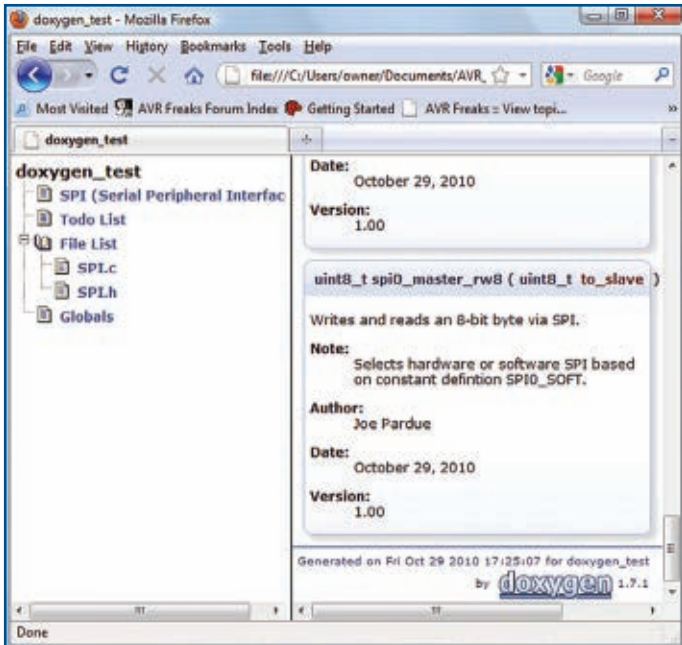 doxygen_test - Mozilla Firefox
File Edit View History Bookmarks Tools Help
file:///C:/Users/owner/Documents/AVR_
Google
Most Visited AVR Freaks Forum Index Getting Started AVR Freaks :: View topi...
doxygen_test
doxygen_test
SPI (Serial Peripheral Interfac
Todo List
File List
SPI.c
SPI.h
Globals
Date:
October 29, 2010
Version:
1.00
uint8_t spi0_master_rw8 ( uint8_t to_slave )
Writes and reads an 8-bit byte via SPI.
Note:
Selects hardware or software SPI based
on constant defintion SPI0_SOFT.
Author:
Joe Pardue
Date:
October 29, 2010
Version:
1.00
Generated on Fri Oct 29 2010 17:25:07 for doxygen_test
by doxygen 1.7.1
Done